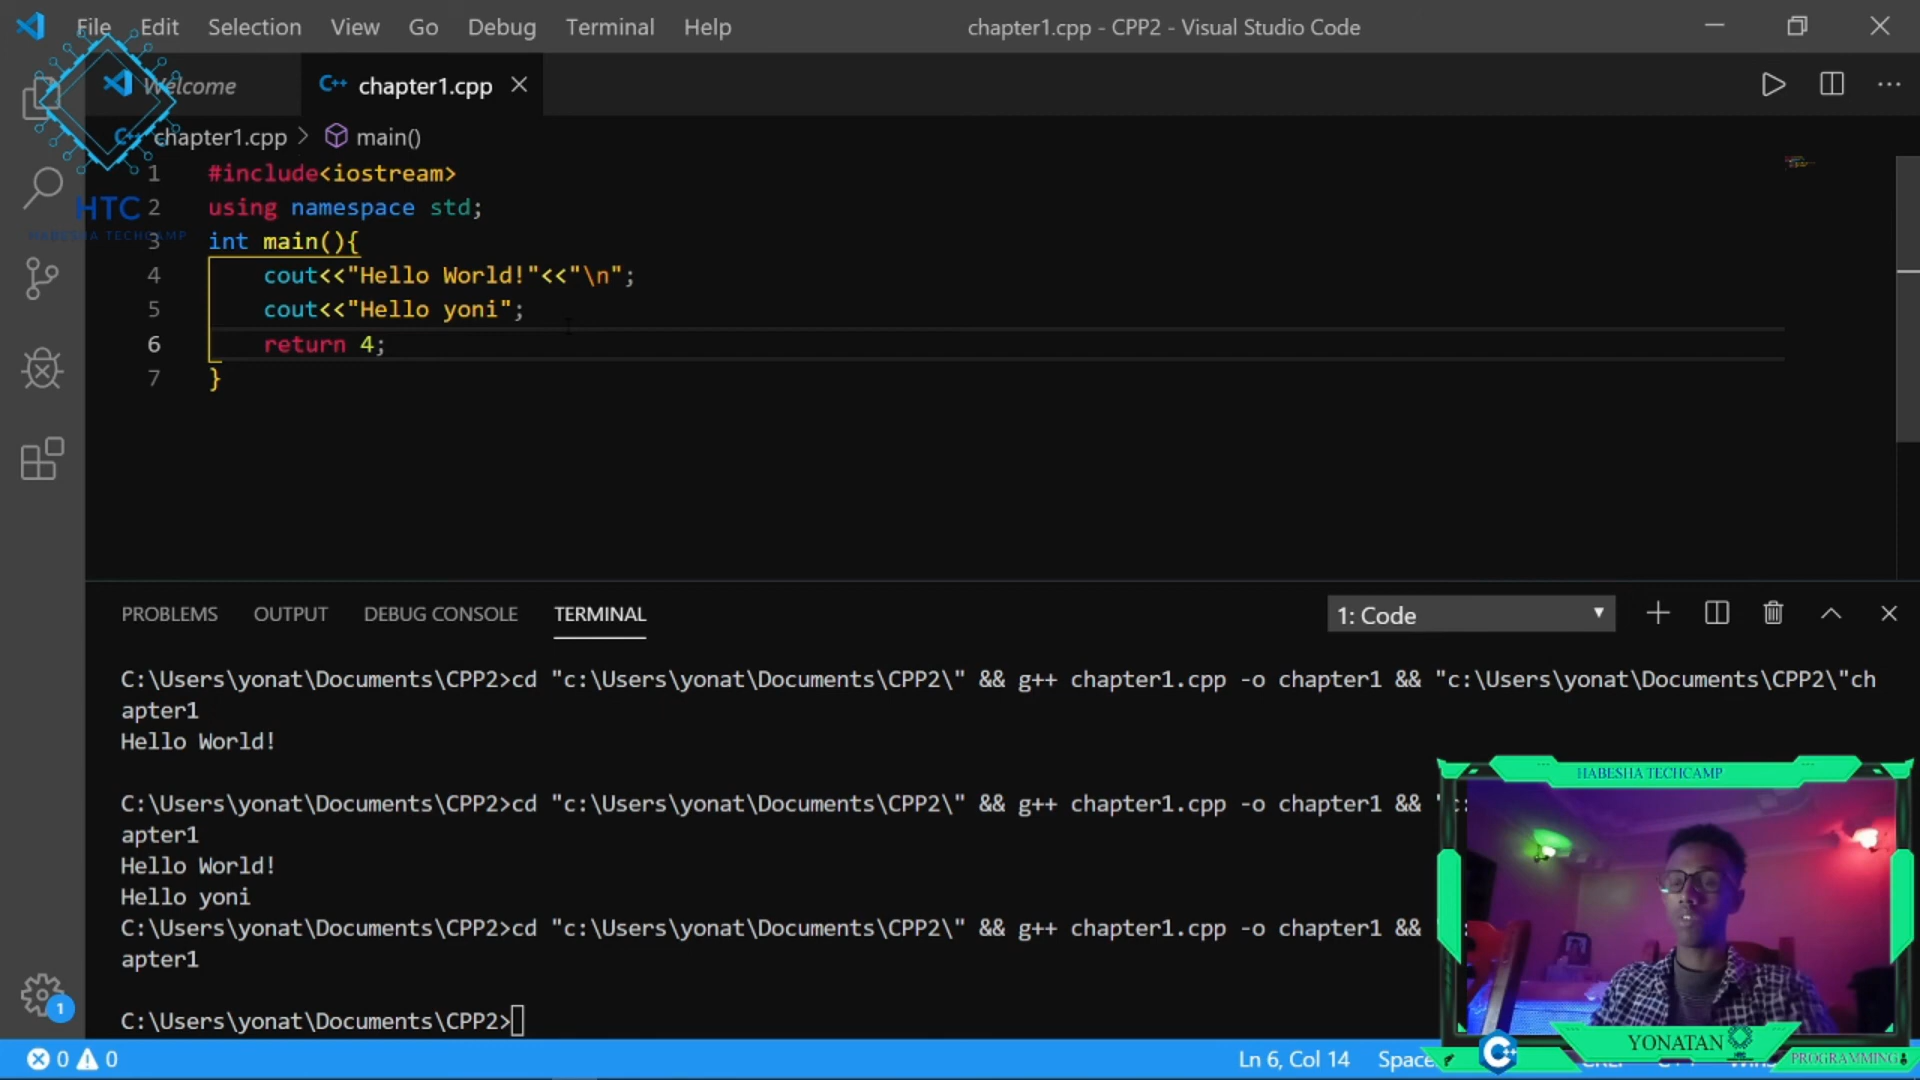 File Edit Selection View Go Debug Terminal Help
chapter1.cpp - CPP2 - Visual Studio Code
Welcome
C++ chapter1.cpp
chapter1.cpp > main()
HTC
HABESHA TECHCAMP
1 #include<iostream>
2 using namespace std;
3 int main(){
4 cout<<"Hello World!"<<"\n";
5 cout<<"Hello yoni";
6 return 4;
7 }
PROBLEMS OUTPUT DEBUG CONSOLE TERMINAL
1: Code
C:\Users\yonat\Documents\CPP2>cd "c:\Users\yonat\Documents\CPP2\" && g++ chapter1.cpp -o chapter1 && "c:\Users\yonat\Documents\CPP2\"ch
apter1
Hello World!
C:\Users\yonat\Documents\CPP2>cd "c:\Users\yonat\Documents\CPP2\" && g++ chapter1.cpp -o chapter1 && "c:
apter1
Hello World!
Hello yoni
C:\Users\yonat\Documents\CPP2>cd "c:\Users\yonat\Documents\CPP2\" && g++ chapter1.cpp -o chapter1 &&
apter1
C:\Users\yonat\Documents\CPP2>
HABESHA TECHCAMP
YONATAN
PROGRAMMING
C++
1
0 0
Ln 6, Col 14